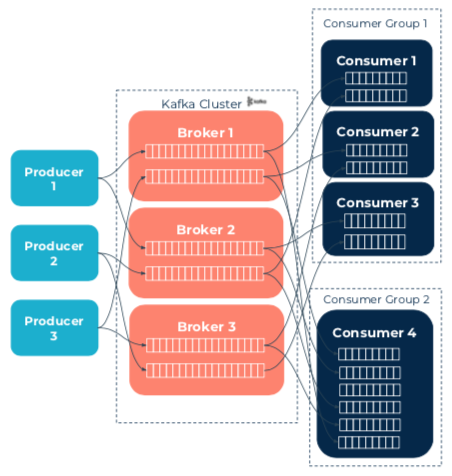 Consumer Group 1
Consumer 1
Kafka Cluster kafka
Broker 1
Consumer 2
Producer
1
Consumer 3
Broker 2
Producer
2
Consumer Group 2
Producer
3
Broker 3
Consumer 4